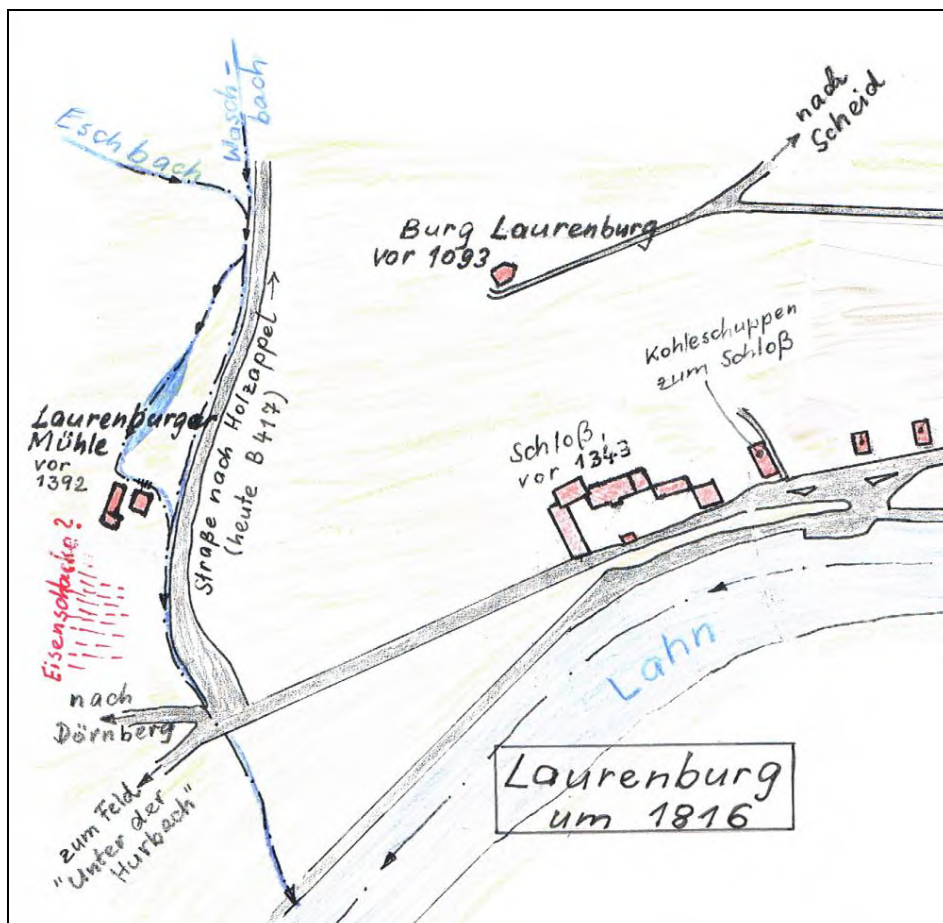 Wasch-
bach
Eschbach
nach
Scheid
Burg Laurenburg
vor 1093
Kohleschuppen
zum Schloß
Schloß,
vor 1343
Straße nach Holzappel →
(heute B 417)
Laurenburger
Mühle
vor
1392
Eisenschlacke?
nach
Dörnberg
zum Feld
"Unter der
Hurbach"
Lahn
Laurenburg
um 1816